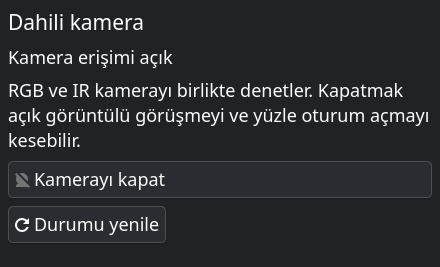 Dahili kamera
Kamera erişimi açık
RGB ve IR kamerayı birlikte denetler. Kapatmak
açık görüntülü görüşmeyi ve yüzle oturum açmayı
kesebilir.
Kamerayı kapat
Durumu yenile